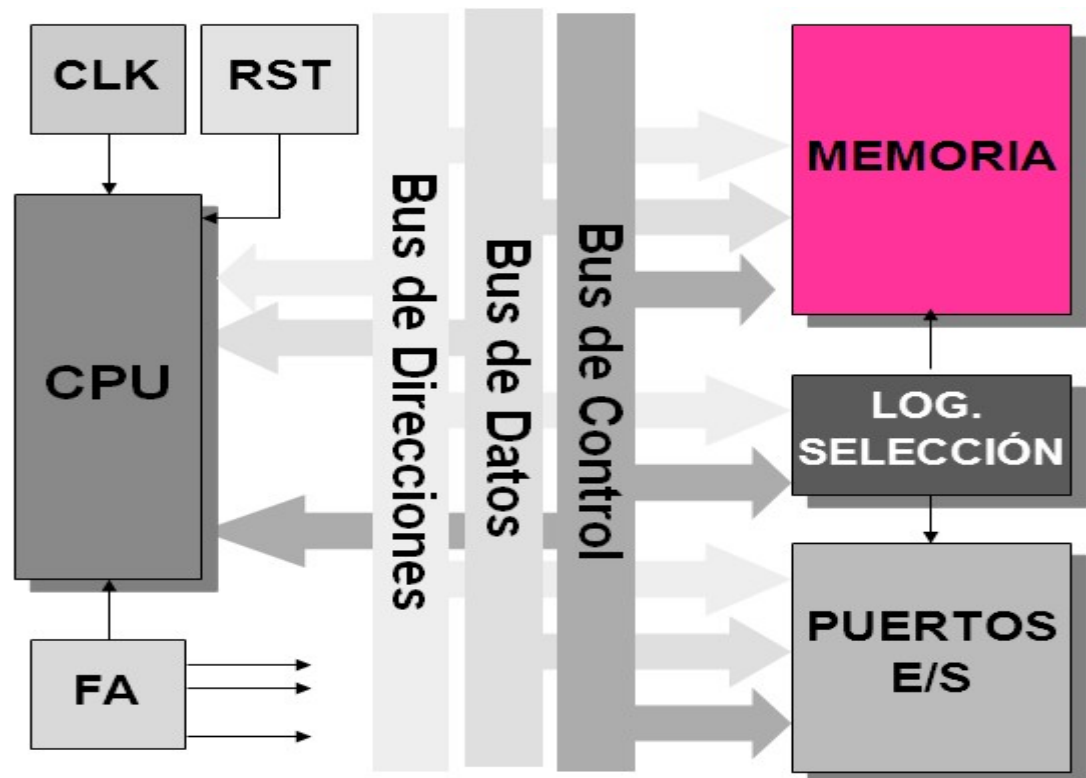 CLK
RST
MEMORIA
Bus de Direcciones
Bus de Datos
Bus de Control
CPU
LOG.
SELECCIÓN
PUERTOS
E/S
FA